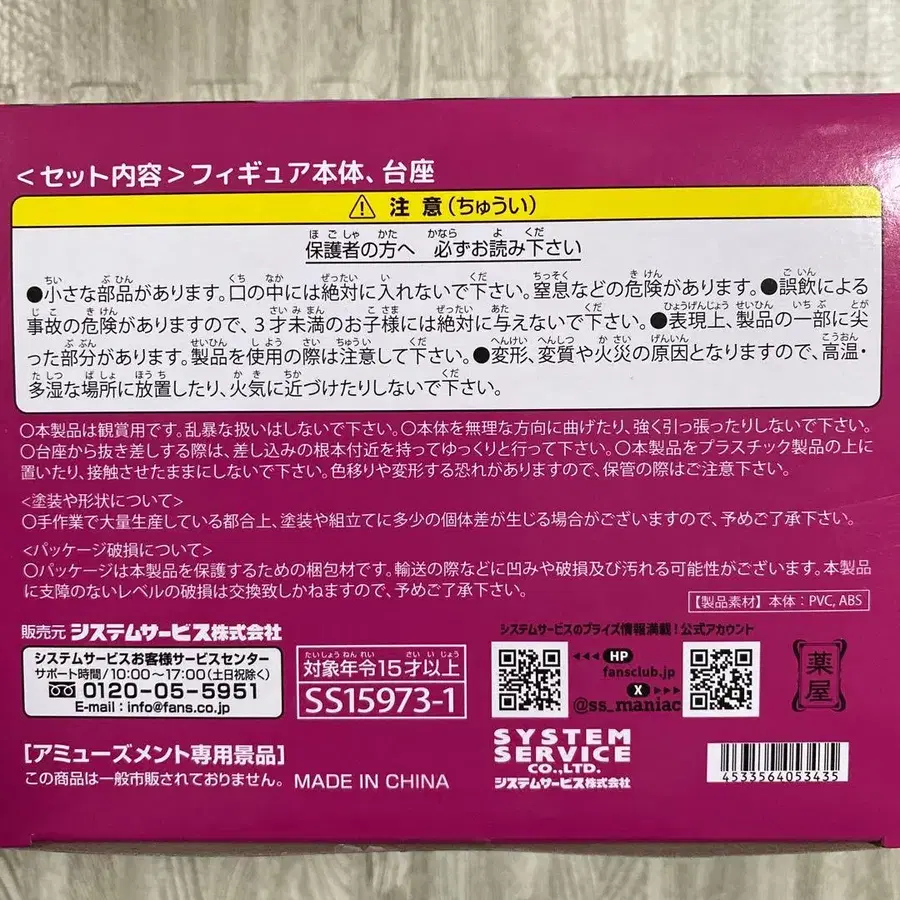 <セット内容>フィギュア本体、台座
注意(ちゅうい)
保護者の方へ 必ずお読み下さい
●小さな部品があります。口の中には絶対に入れないで下さい。窒息などの危険があります。●誤飲による
事故の危険がありますので、3才未満のお子様には絶対に与えないで下さい。●表現上、製品の一部に尖
った部分があります。製品を使用の際は注意して下さい。●変形、変質や火災の原因となりますので、高温・
多湿な場所に放置したり、火気に近づけたりしないで下さい。
○本製品は観賞用です。乱暴な扱いはしないで下さい。○本体を無理な方向に曲げたり、強く引っ張ったりしないで下さい。
○台座から抜き差しする際は、差し込みの根本付近を持ってゆっくりと行って下さい。○本製品をプラスチック製品の上に
置いたり、接触させたままにしないで下さい。色移りや変形する恐れがありますので、保管の際はご注意下さい。
<塗装や形状について>
○手作業で大量生産している都合上、塗装や組立てに多少の個体差が生じる場合がございますので、予めご了承下さい。
<パッケージ破損について>
○パッケージは本製品を保護するための梱包材です。輸送の際などに凹みや破損及び汚れる可能性がございます。本製品
に支障のないレベルの破損は交換致しかねますので、予めご了承下さい。
【製品素材】本体:PVC, ABS
販売元 システムサービス株式会社
システムサービスお客様サービスセンター
サポート時間/10:00~17:00(土日祝除く)
0120-05-5951
E-mail:info@fans.co.jp
対象年令15才以上
SS15973-1
システムサービスのプライズ情報満載!公式アカウント
◄◄◄ HP
fansclub.jp
X ►►►
@ss_maniac
薬屋
SYSTEM
SERVICE
CO.,LTD.
システムサービス株式会社
[アミューズメント専用景品]
この商品は一般市販されておりません。 MADE IN CHINA
4533564053435